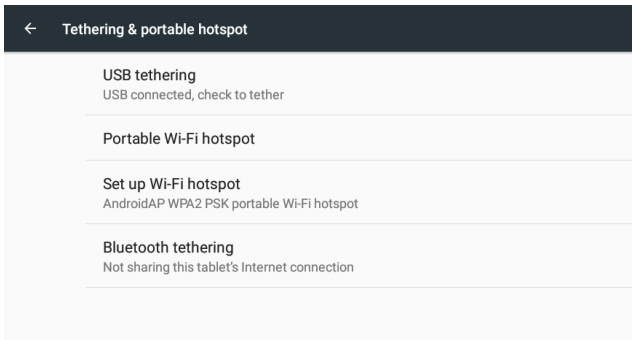 Tethering & portable hotspot
USB tethering
USB connected, check to tether
Portable Wi-Fi hotspot
Set up Wi-Fi hotspot
AndroidAP WPA2 PSK portable Wi-Fi hotspot
Bluetooth tethering
Not sharing this tablet's Internet connection